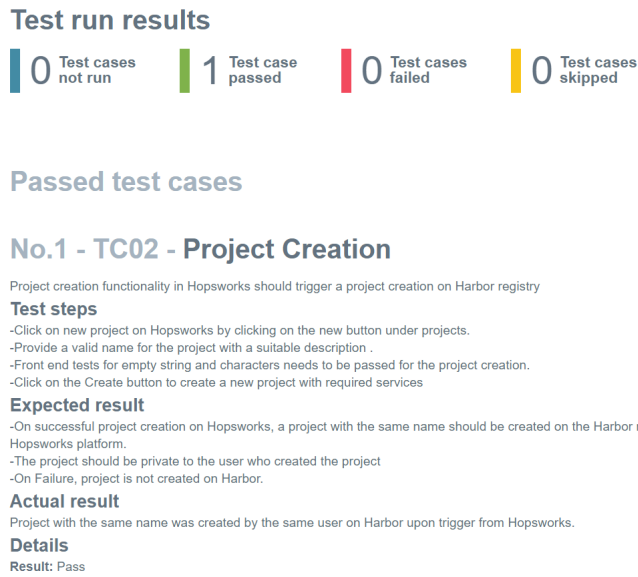 Test run results
0 Test cases not run
1 Test case passed
0 Test cases failed
0 Test cases skipped
Passed test cases
No.1 - TC02 - Project Creation
Project creation functionality in Hopsworks should trigger a project creation on Harbor registry
Test steps
-Click on new project on Hopsworks by clicking on the new button under projects.
-Provide a valid name for the project with a suitable description .
-Front end tests for empty string and characters needs to be passed for the project creation.
-Click on the Create button to create a new project with required services
Expected result
-On successful project creation on Hopsworks, a project with the same name should be created on the Harbor
Hopsworks platform.
-The project should be private to the user who created the project
-On Failure, project is not created on Harbor.
Actual result
Project with the same name was created by the same user on Harbor upon trigger from Hopsworks.
Details
Result: Pass